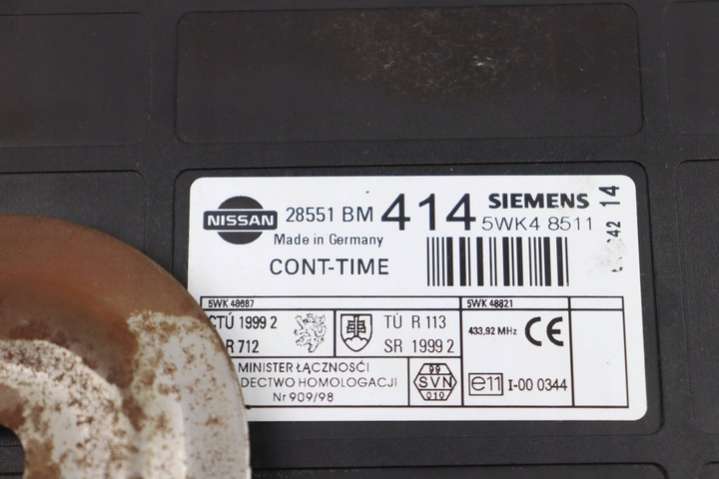 NISSAN 28551 BM 414 SIEMENS 14
5WK4 8511
Made in Germany
CONT-TIME
5WK 48687 5WK 48821
CTÚ 1999 2 TÚ R 113 433,92 MHz CE
R 712 SR 1999 2
MINISTER ŁĄCZNOŚCI 99
DECTWO HOMOLOGACJI SVN e11 I-00 0344
Nr 909/98 010